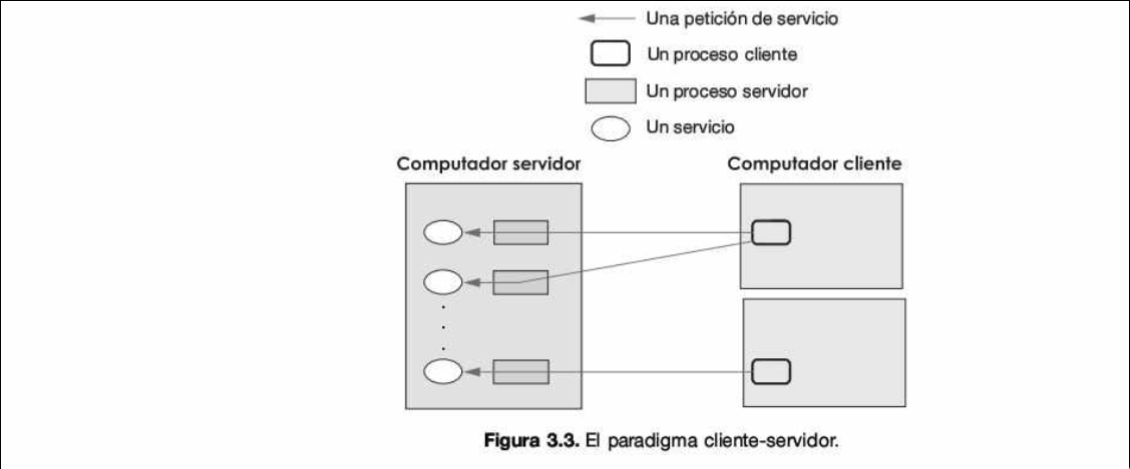 Una petición de servicio
Un proceso cliente
Un proceso servidor
Un servicio
Computador servidor
Computador cliente
Figura 3.3. El paradigma cliente-servidor.